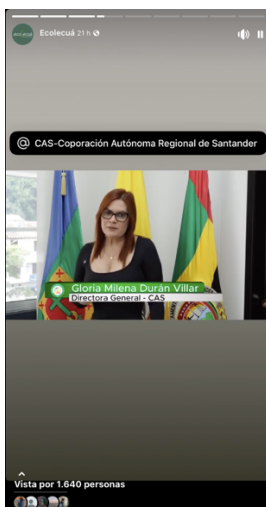 Ecolecuá 21 h
@ CAS-Coporación Autónoma Regional de Santander
Gloria Milena Durán Villar
Directora General - CAS
Vista por 1.640 personas